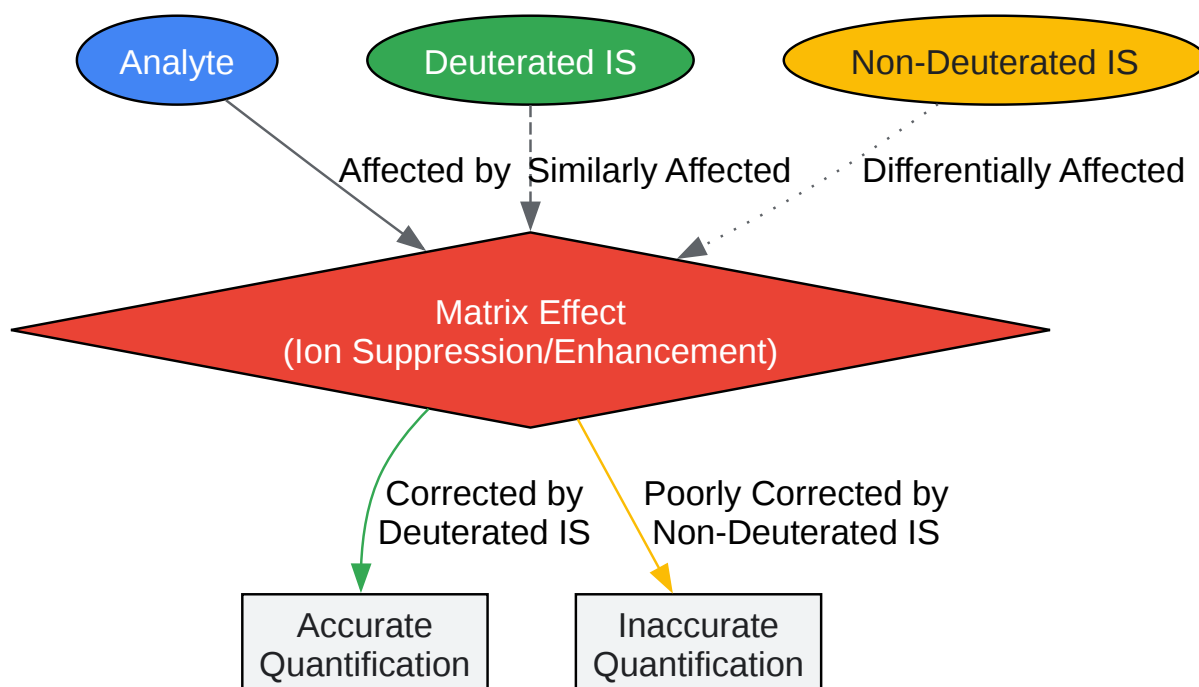 Analyte
Deuterated IS
Non-Deuterated IS
Affected by
Similarly Affected
Differentially Affected
Matrix Effect
(Ion Suppression/Enhancement)
Corrected by
Deuterated IS
Poorly Corrected by
Non-Deuterated IS
Accurate
Quantification
Inaccurate
Quantification